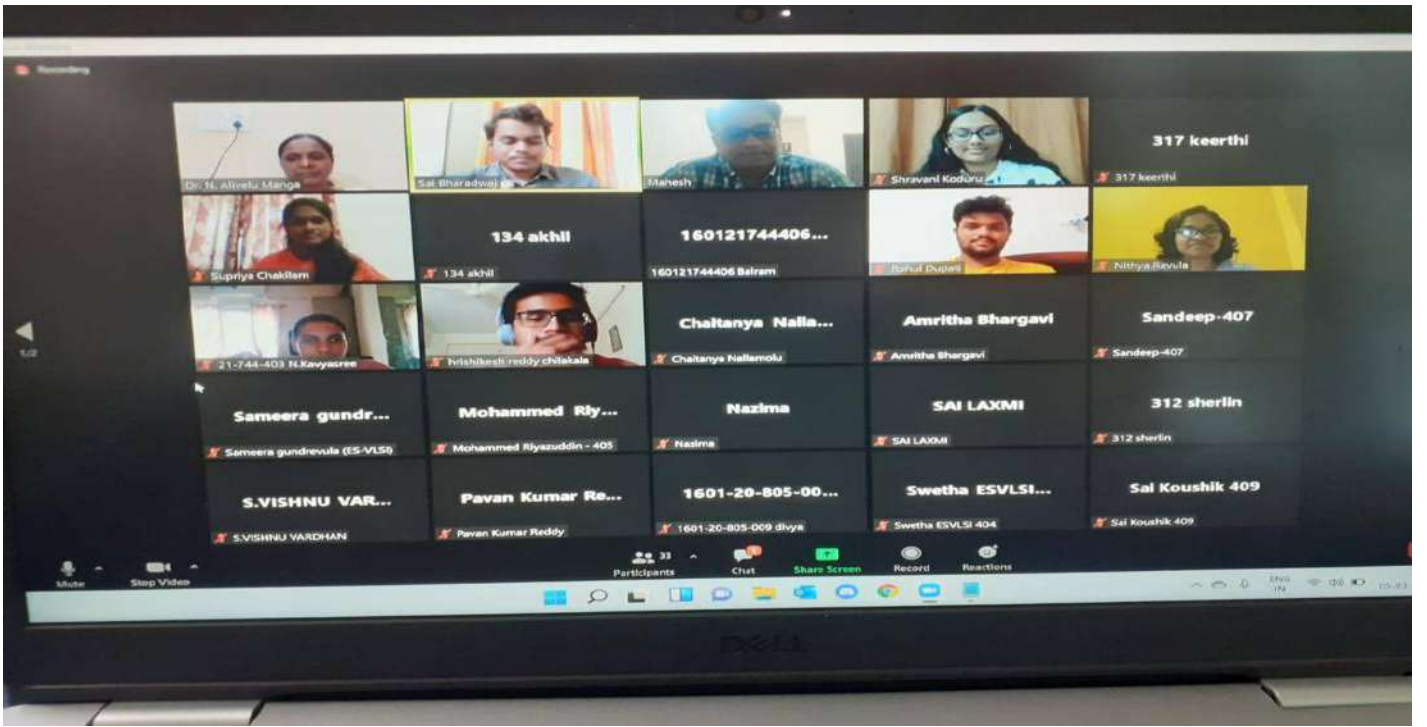 Recording
Dr. N. Alivelu Manga
Sai Bharadwaj
Mahesh
Shravani Koduru
317 keerthi
317 keerthi
Supriya Chakilam
134 akhil
134 akhil
160121744406...
160121744406 Balram
Rahul Dupati
Nithya Ravula
1/2
21-744-403 N.Kavyasree
hrishikesh reddy chilakala
Chaitanya Nalla...
Chaitanya Nallamolu
Amritha Bhargavi
Amritha Bhargavi
Sandeep-407
Sandeep-407
Sameera gundr...
Sameera gundrevula (ES-VLSI)
Mohammed Riy...
Mohammed Riyazuddin - 405
Nazima
Nazima
SAI LAXMI
SAI LAXMI
312 sherlin
312 sherlin
S.VISHNU VAR...
S.VISHNU VARDHAN
Pavan Kumar Re...
Pavan Kumar Reddy
1601-20-805-00...
1601-20-805-009 divya
Swetha ESVLSI...
Swetha ESVLSI 404
Sai Koushik 409
Sai Koushik 409
Mute
Stop Video
33
Participants
Chat
Share Screen
Record
Reactions
ENG
IN
DELL